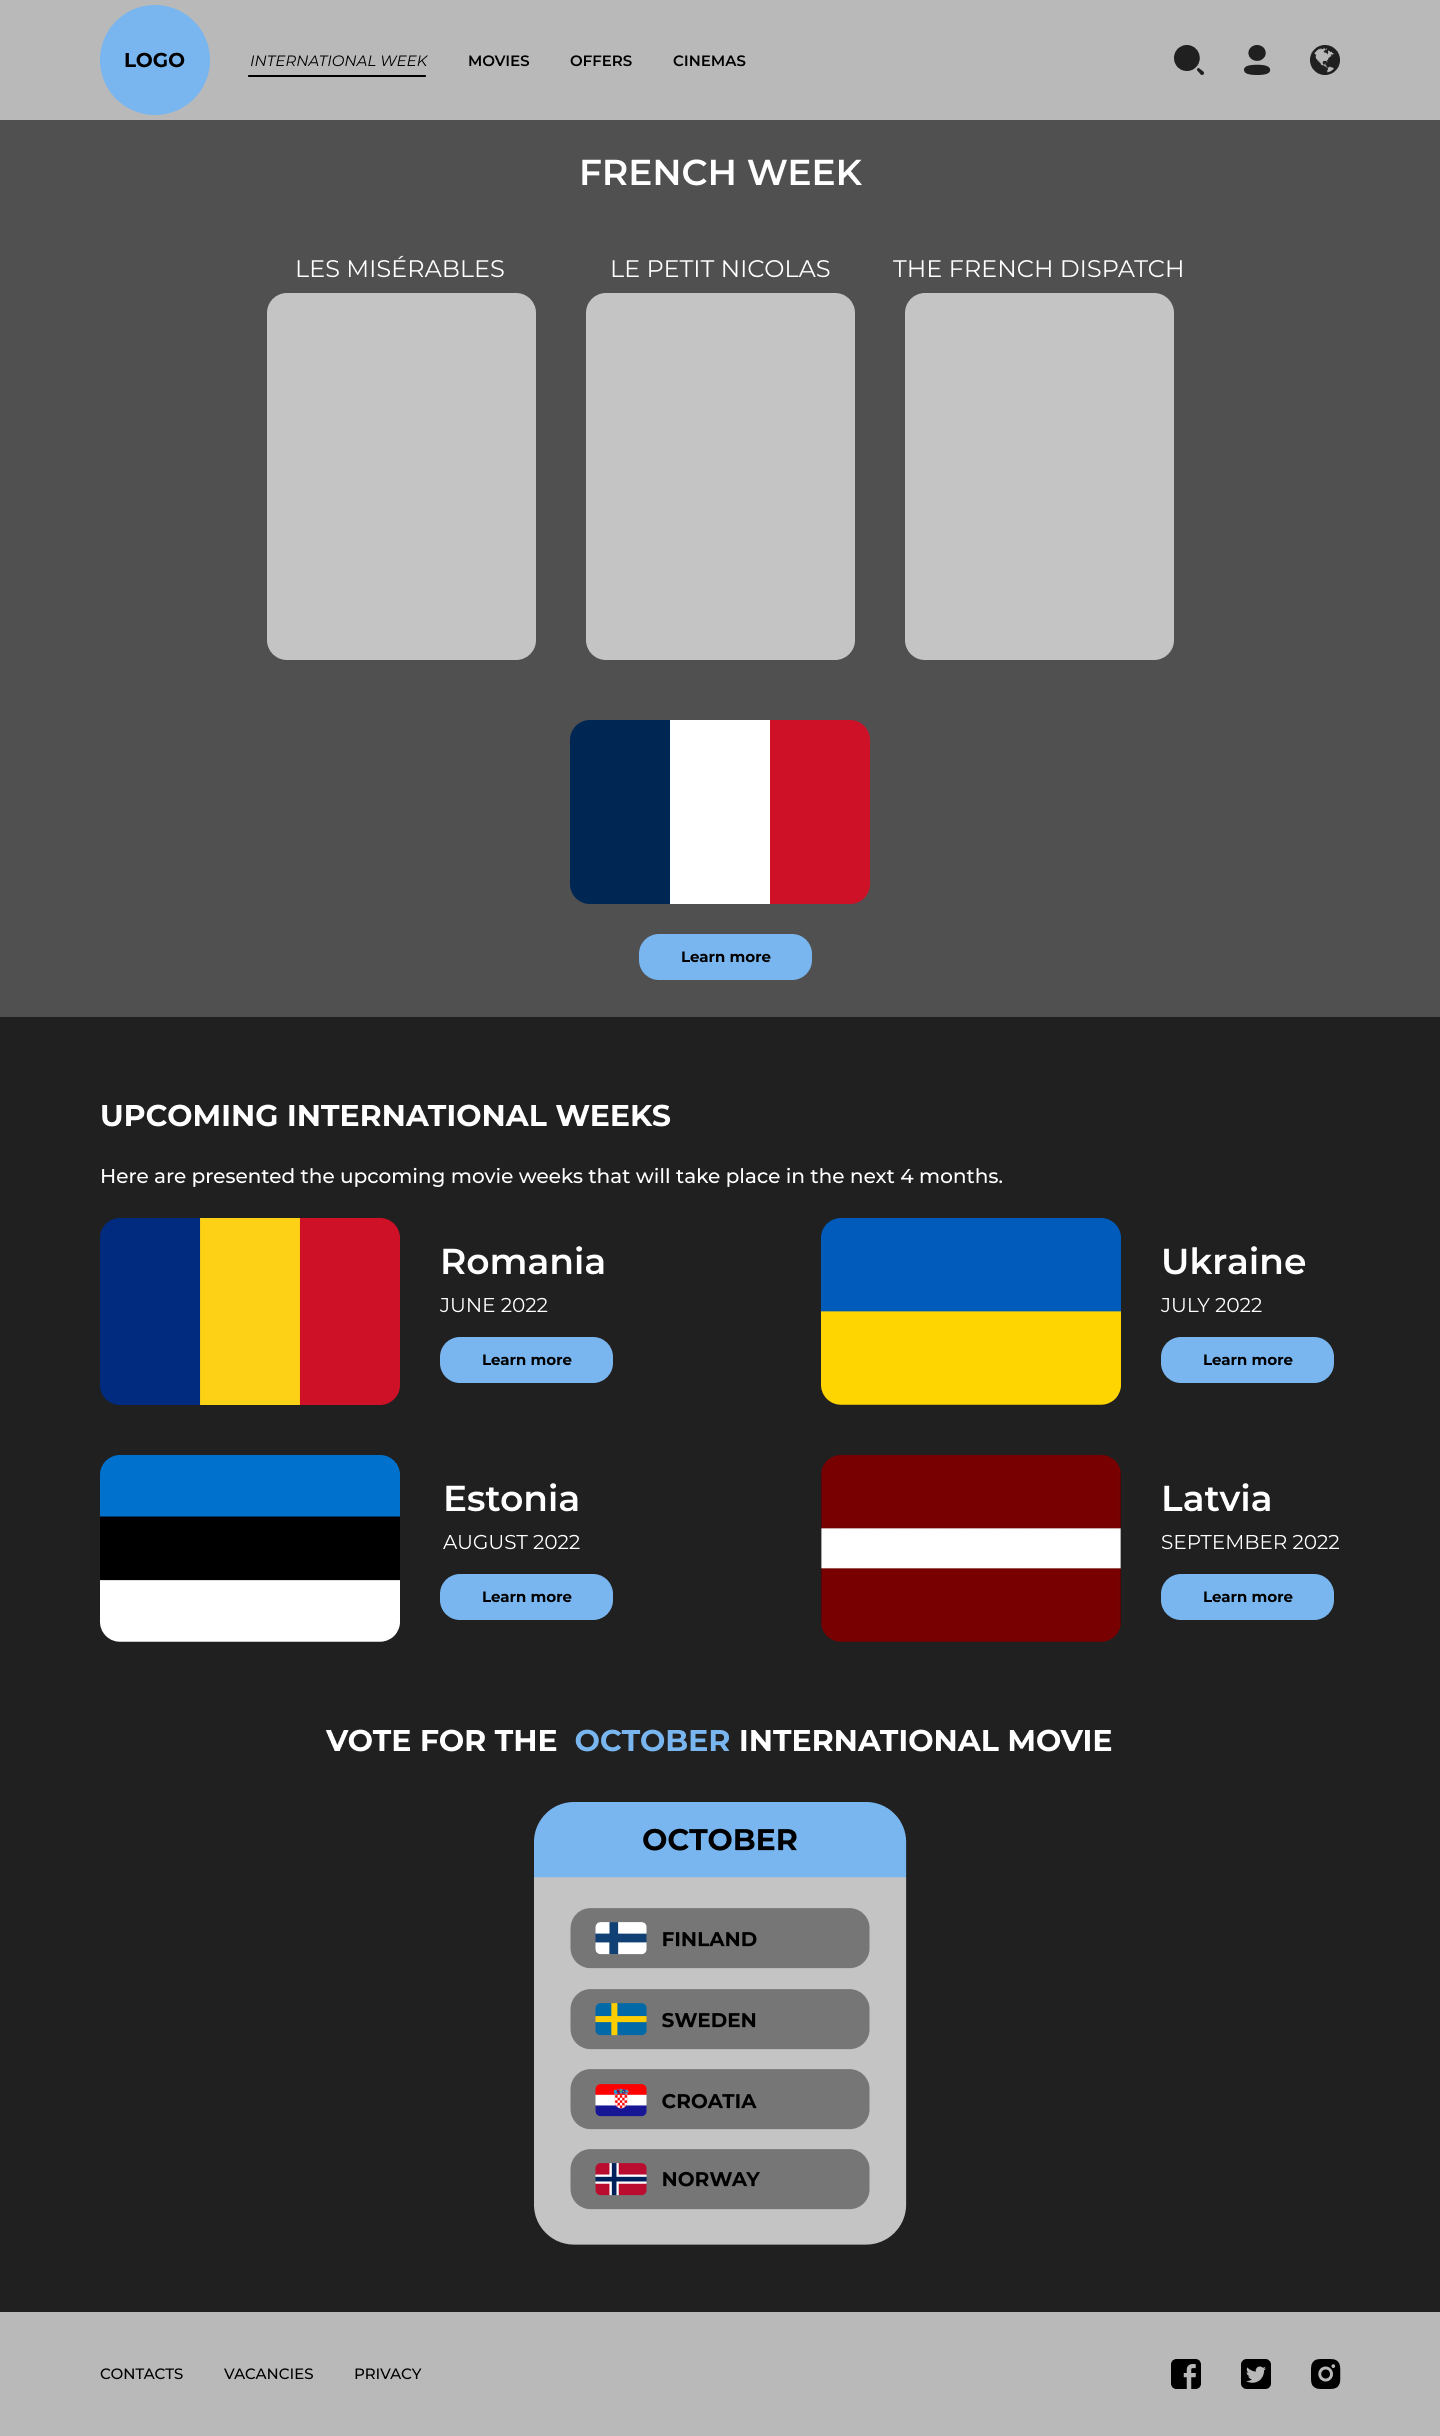 LOGO
INTERNATIONAL WEEK
MOVIES
OFFERS
CINEMAS
FRENCH WEEK
LES MISÉRABLES
LE PETIT NICOLAS
THE FRENCH DISPATCH
Learn more
UPCOMING INTERNATIONAL WEEKS
Here are presented the upcoming movie weeks that will take place in the next 4 months.
Romania
JUNE 2022
Learn more
Ukraine
JULY 2022
Learn more
Estonia
AUGUST 2022
Learn more
Latvia
SEPTEMBER 2022
Learn more
VOTE FOR THE OCTOBER INTERNATIONAL MOVIE
OCTOBER
FINLAND
SWEDEN
CROATIA
NORWAY
CONTACTS
VACANCIES
PRIVACY